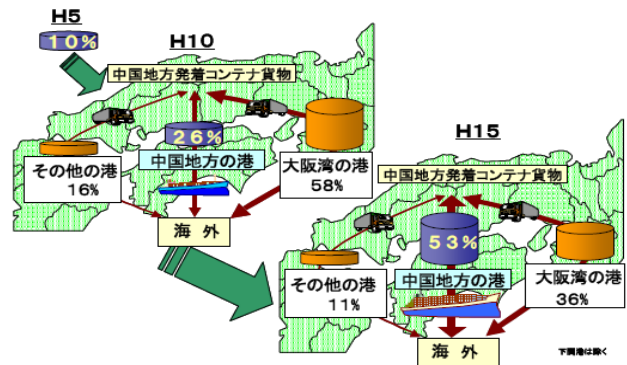 H5
10%
H10
中国地方発着コンテナ貨物
26%
中国地方の港
その他の港
16%
大阪湾の港
58%
海 外
H15
中国地方発着コンテナ貨物
53%
中国地方の港
その他の港
11%
大阪湾の港
36%
海 外
下関港は除く